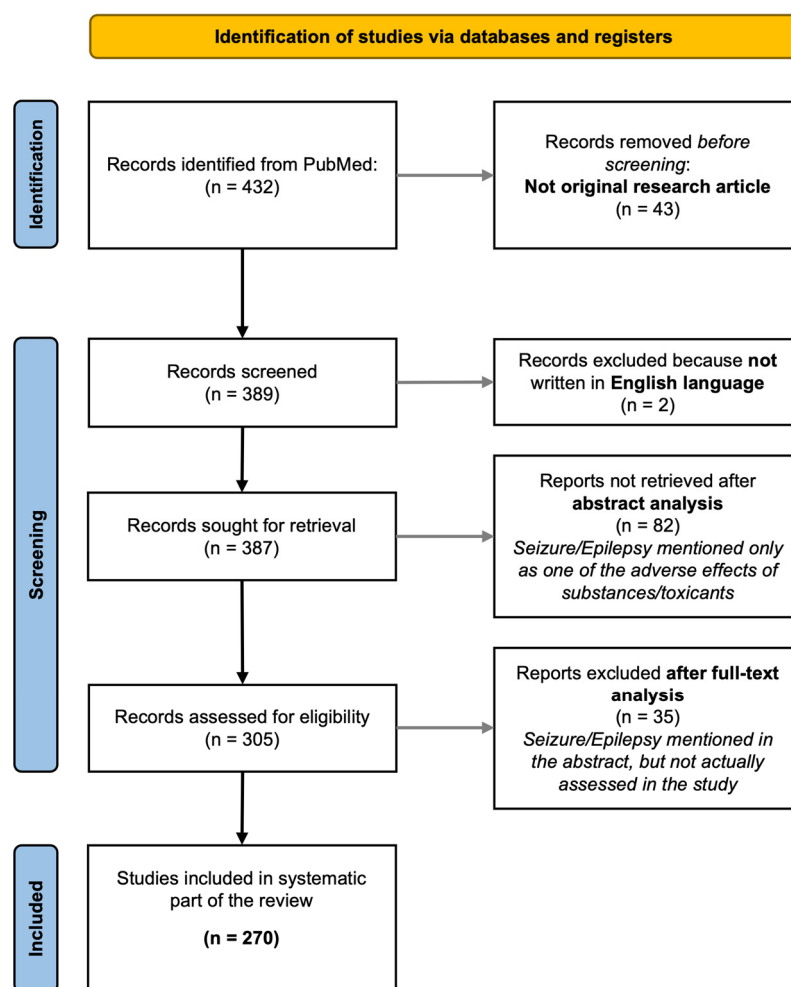 Identification of studies via databases and registers
Identification
Records identified from PubMed:
(n = 432)
Records removed before
screening:
Not original research article
(n = 43)
Screening
Records screened
(n = 389)
Records excluded because not
written in English language
(n = 2)
Records sought for retrieval
(n = 387)
Reports not retrieved after
abstract analysis
(n = 82)
Seizure/Epilepsy mentioned only
as one of the adverse effects of
substances/toxicants
Records assessed for eligibility
(n = 305)
Reports excluded after full-text
analysis
(n = 35)
Seizure/Epilepsy mentioned in
the abstract, but not actually
assessed in the study
Included
Studies included in systematic
part of the review
(n = 270)